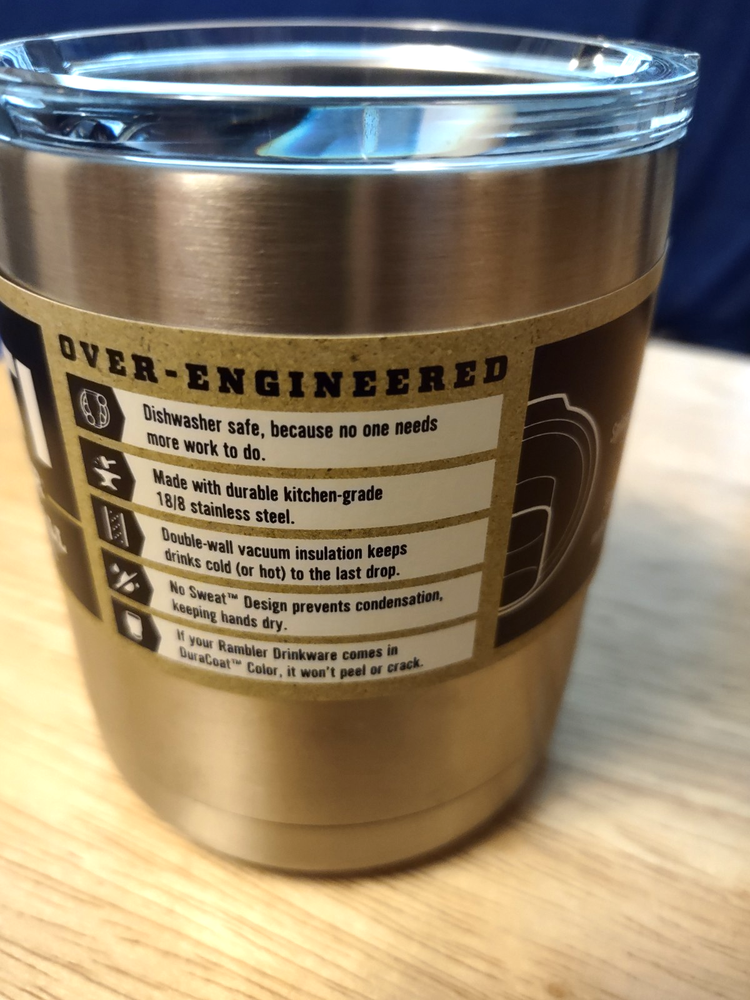 OVER-ENGINEERED
Dishwasher safe, because no one needs
more work to do.
Made with durable kitchen-grade
18/8 stainless steel.
Double-wall vacuum insulation keeps
drinks cold (or hot) to the last drop.
No Sweat™ Design prevents condensation,
keeping hands dry.
If your Rambler Drinkware comes in
DuraCoat™ Color, it won't peel or crack.